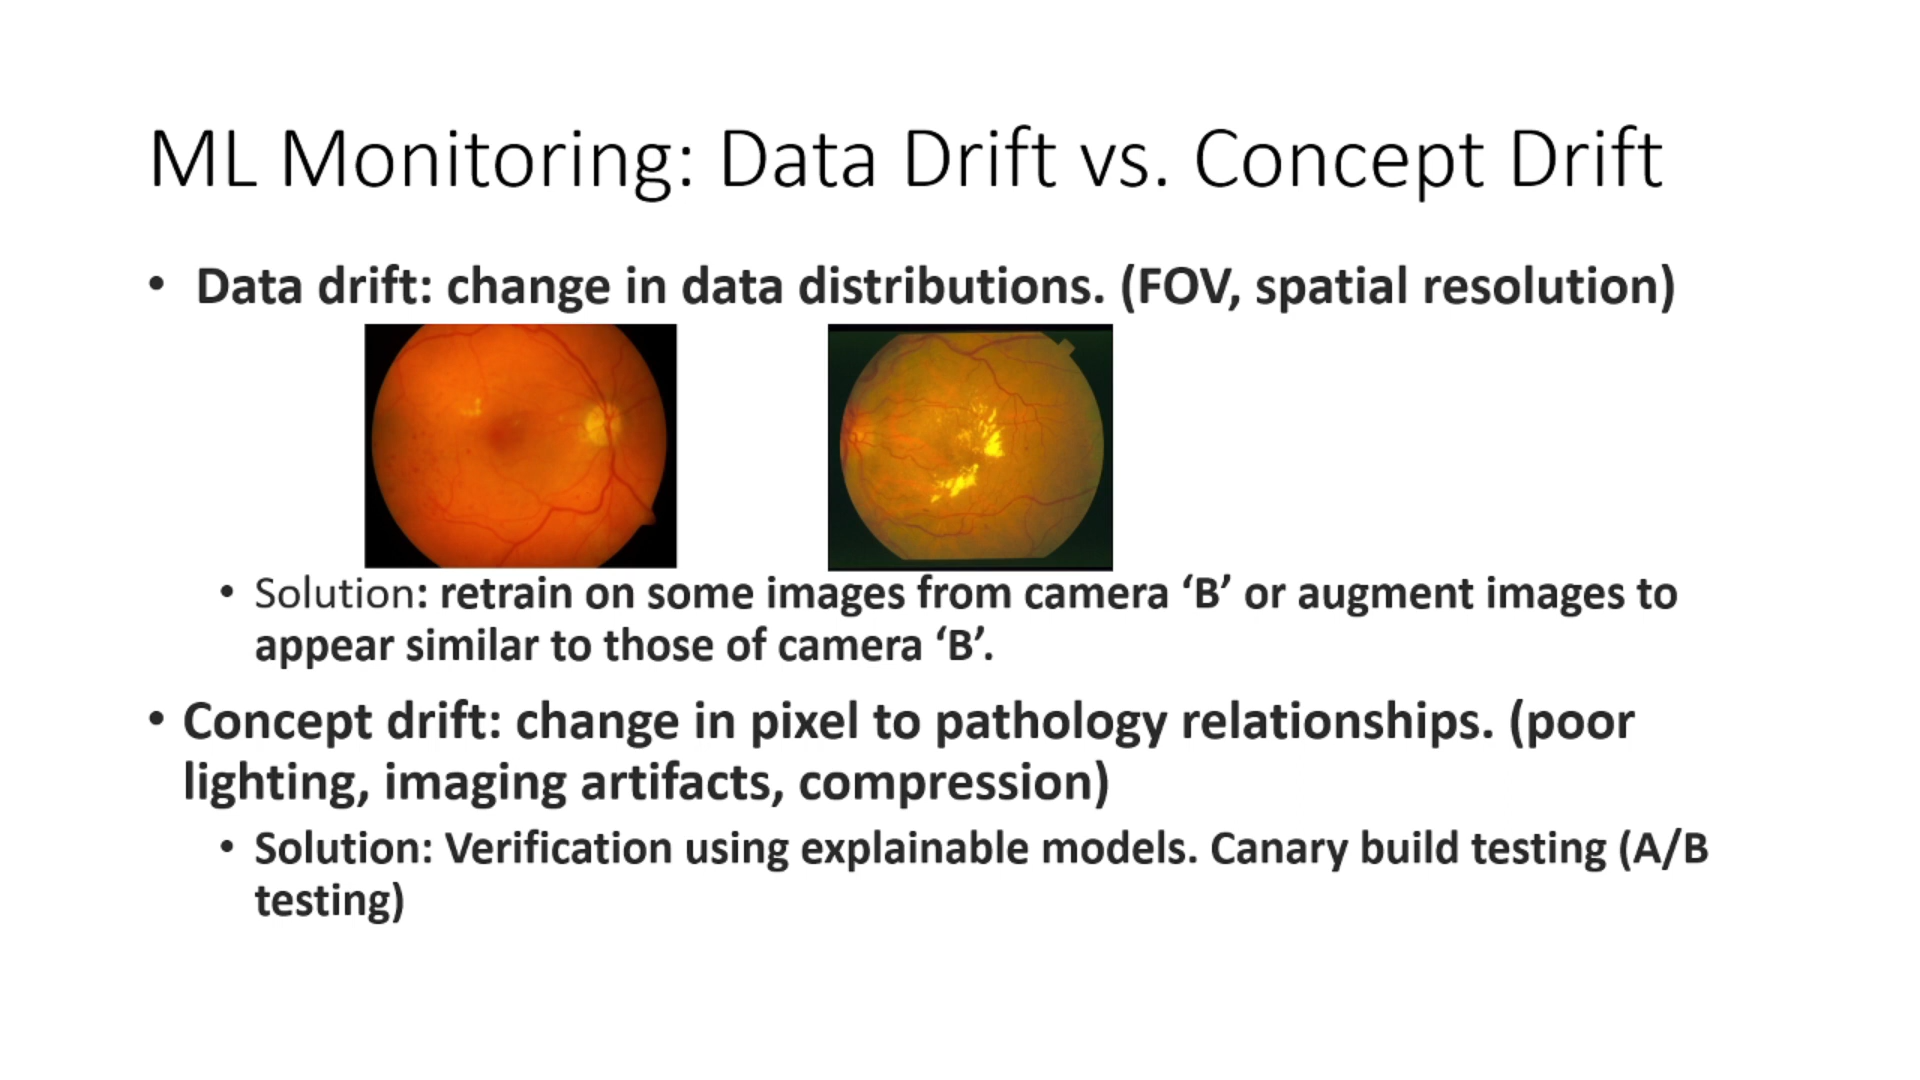 ML Monitoring: Data Drift vs. Concept Drift
• Data drift: change in data distributions. (FOV, spatial resolution)
• Solution: retrain on some images from camera ‘B’ or augment images to
appear similar to those of camera ‘B’.
• Concept drift: change in pixel to pathology relationships. (poor
lighting, imaging artifacts, compression)
• Solution: Verification using explainable models. Canary build testing (A/B
testing)